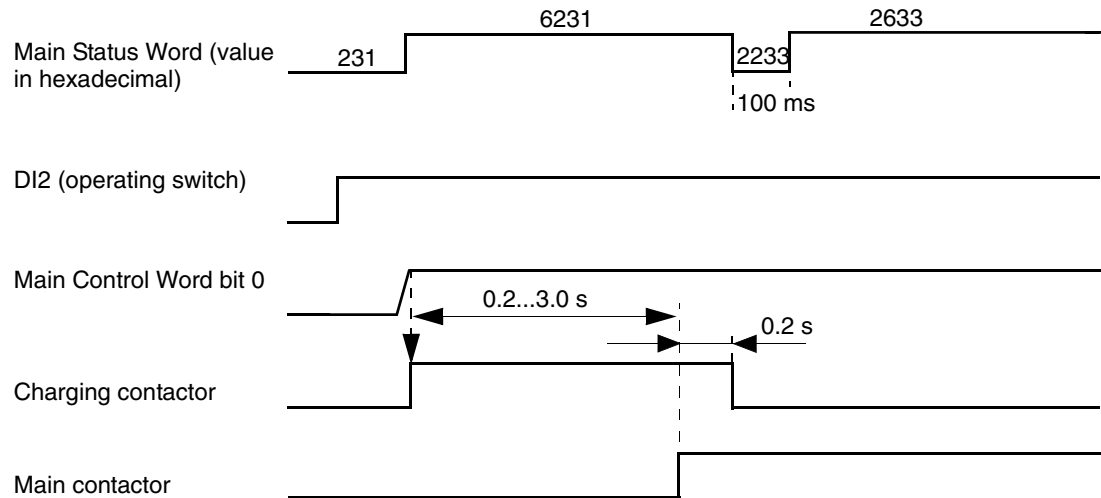 6231
2633
Main Status Word (value
in hexadecimal)
231
2233
100 ms
DI2 (operating switch)
Main Control Word bit 0
0.2...3.0 s
0.2 s
Charging contactor
Main contactor